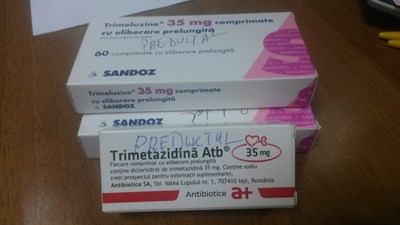 Trimeluzine® 35 mg comprimate
cu eliberare prelungită
PREDUCTAL
60 comprimate cu eliberare prelungită
SANDOZ
Trimeluzine® 35 mg comprimate
cu eliberare prelungită
SANDOZ
PREDUCTAL
Trimetazidină Atb®
35 mg
Fiecare comprimat cu eliberare prelungită
conține diclorhidrat de trimetazidină 35 mg. Conține sodiu
(vezi prospectul pentru informații suplimentare).
Antibiotice SA, Str. Valea Lupului nr. 1, 707410 Iași, România
Antibiotice a+